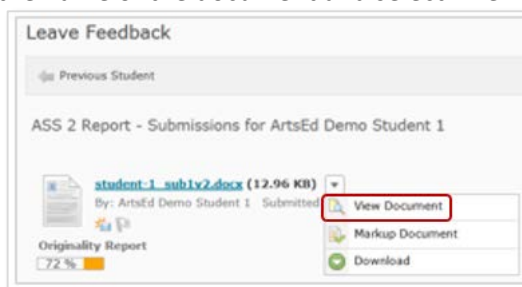 Leave Feedback
Previous Student
ASS 2 Report - Submissions for ArtsEd Demo Student 1
student-1_sub1v2.docx (12.96 KB)
By: ArtsEd Demo Student 1 Submitted
View Document
Markup Document
Originality Report
72 %
Download